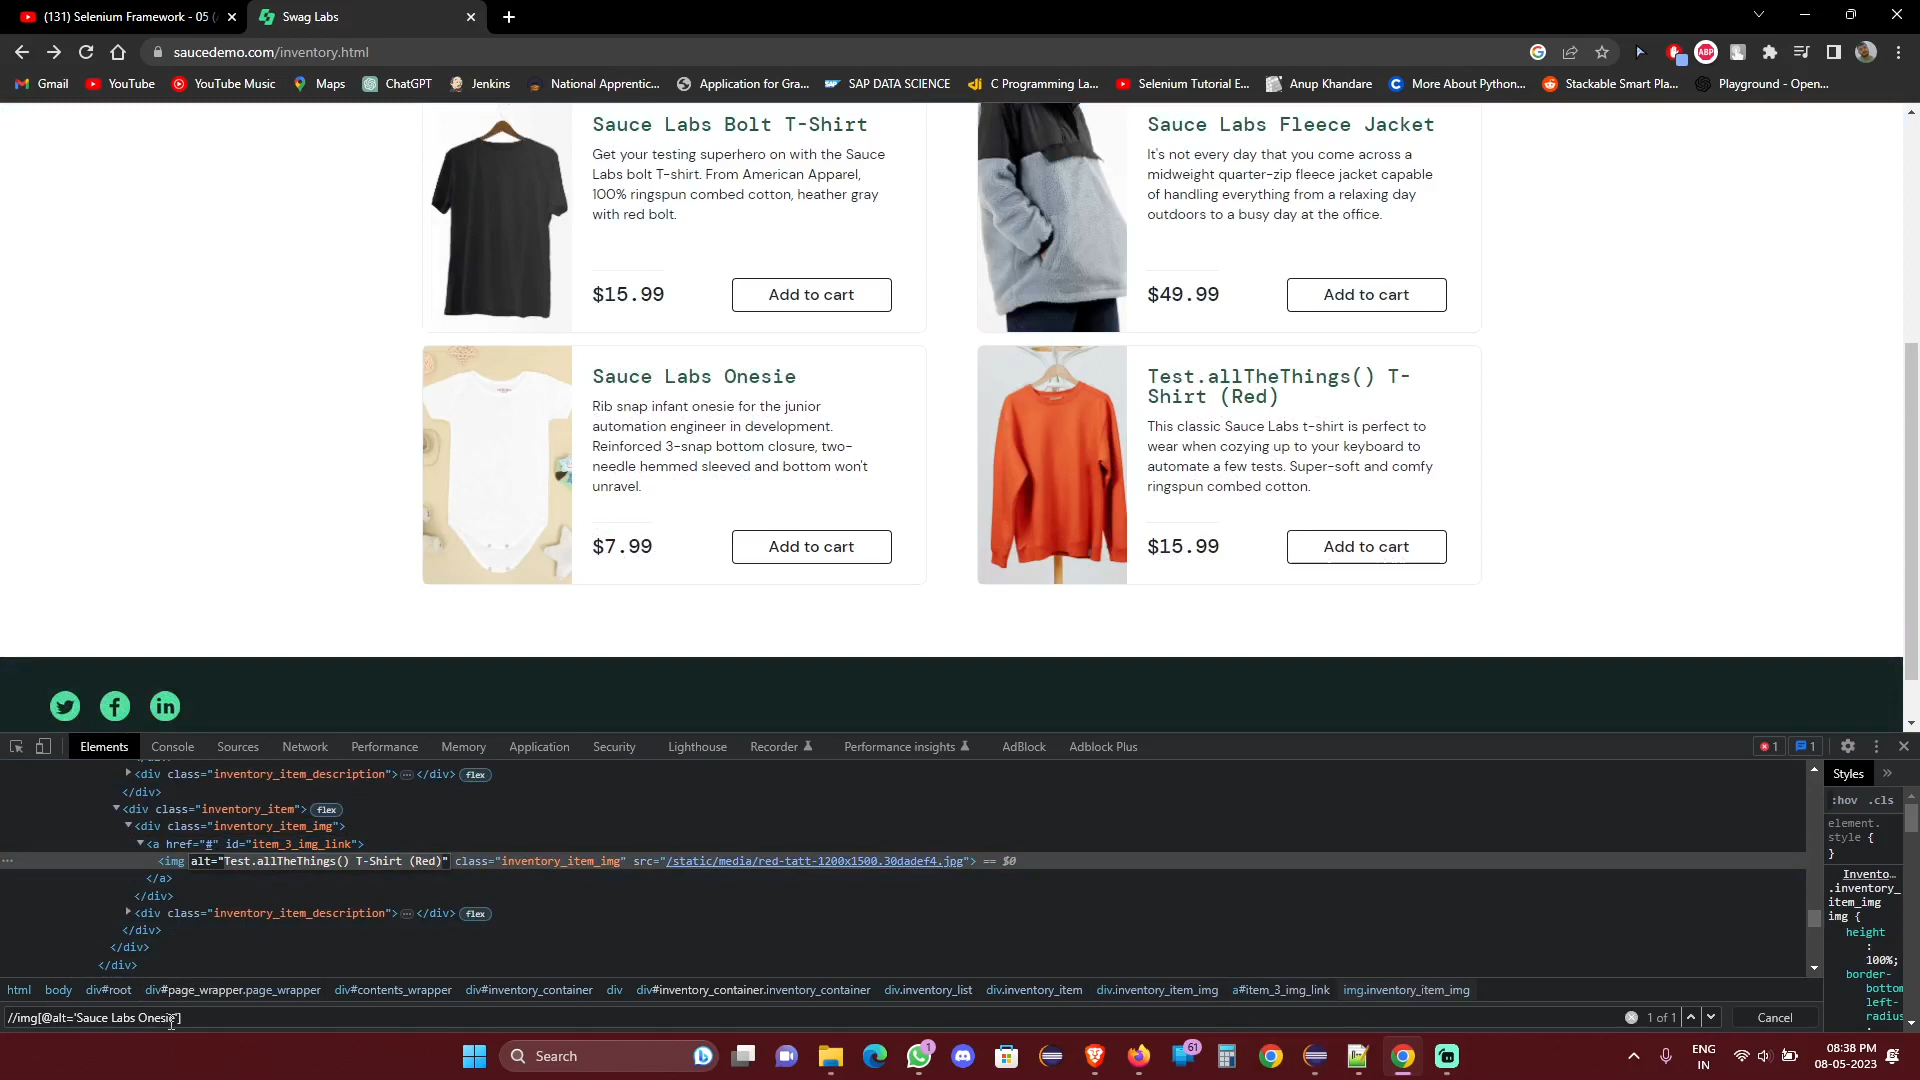 (131) Selenium Framework - 05 (
Swag Labs
saucedemo.com/inventory.html
Gmail
YouTube
YouTube Music
Maps
ChatGPT
Jenkins
National Apprentic...
Application for Gra...
SAP DATA SCIENCE
C Programming La...
Selenium Tutorial E...
Anup Khandare
More About Python...
Stackable Smart Pla...
Playground - Open...
Sauce Labs Bolt T-Shirt
Get your testing superhero on with the Sauce
Labs bolt T-shirt. From American Apparel,
100% ringspun combed cotton, heather gray
with red bolt.
$15.99
Add to cart
Sauce Labs Fleece Jacket
It's not every day that you come across a
midweight quarter-zip fleece jacket capable
of handling everything from a relaxing day
outdoors to a busy day at the office.
$49.99
Add to cart
Sauce Labs Onesie
Rib snap infant onesie for the junior
automation engineer in development.
Reinforced 3-snap bottom closure, two-
needle hemmed sleeved and bottom won't
unravel.
$7.99
Add to cart
Test.allTheThings() T-
Shirt (Red)
This classic Sauce Labs t-shirt is perfect to
wear when cozying up to your keyboard to
automate a few tests. Super-soft and comfy
ringspun combed cotton.
$15.99
Add to cart
Elements
Console
Sources
Network
Performance
Memory
Application
Security
Lighthouse
Recorder
Performance insights
AdBlock
Adblock Plus
1
1
<div class="inventory_item_description"> ... </div> flex
</div>
<div class="inventory_item"> flex
<div class="inventory_item_img">
<a href="#" id="item_3_img_link">
<img alt="Test.allTheThings() T-Shirt (Red)" class="inventory_item_img" src="/static/media/red-tatt-1200x1500.30dadef4.jpg"> == $0
</a>
</div>
<div class="inventory_item_description"> ... </div> flex
</div>
</div>
</div>
Styles
:hov .cls
element.
style {
}
Invento...
.inventory_
item_img
img {
height
:
100%;
border-
bottom
left-
radius
html
body
div#root
div#page_wrapper.page_wrapper
div#contents_wrapper
div#inventory_container
div
div#inventory_container.inventory_container
div.inventory_list
div.inventory_item
div.inventory_item_img
a#item_3_img_link
img.inventory_item_img
//img[@alt='Sauce Labs Onesie']
1 of 1
Cancel
Search
1
61
ENG
IN
08:38 PM
08-05-2023